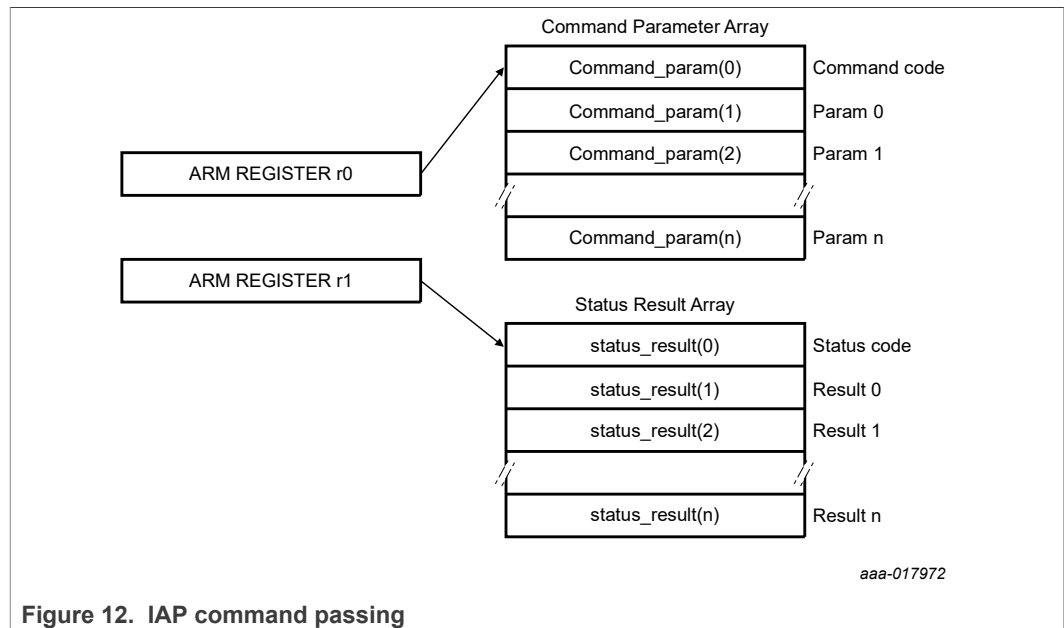 Command Parameter Array
Command_param(0) Command code
Command_param(1) Param 0
Command_param(2) Param 1
ARM REGISTER r0
Command_param(n) Param n
ARM REGISTER r1
Status Result Array
status_result(0) Status code
status_result(1) Result 0
status_result(2) Result 1
status_result(n) Result n
aaa-017972
Figure 12. IAP command passing